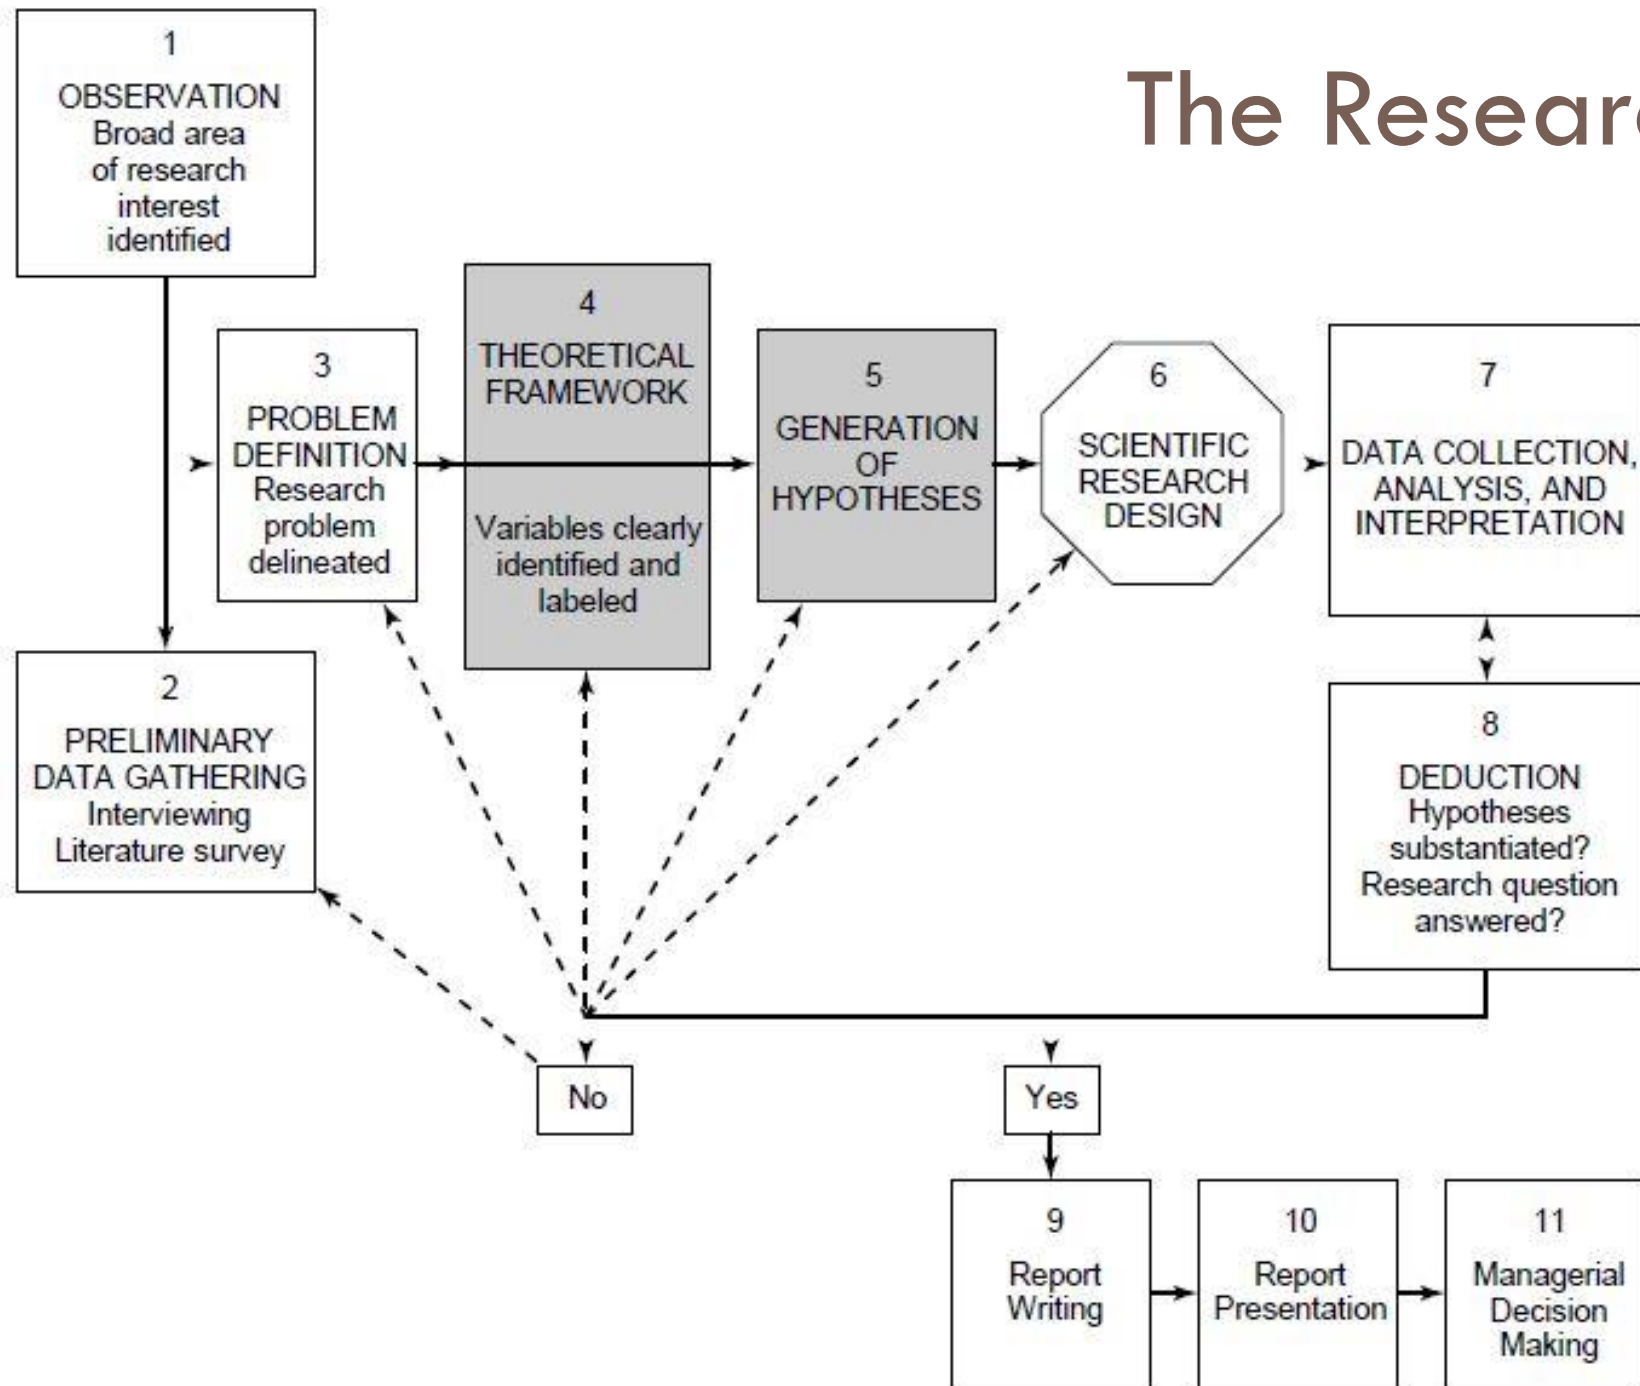 The Resear
1
OBSERVATION
Broad area
of research
interest
identified
2
PRELIMINARY
DATA GATHERING
Interviewing
Literature survey
3
PROBLEM
DEFINITION
Research
problem
delineated
4
THEORETICAL
FRAMEWORK
Variables clearly
identified and
labeled
5
GENERATION
OF
HYPOTHESES
6
SCIENTIFIC
RESEARCH
DESIGN
7
DATA COLLECTION,
ANALYSIS, AND
INTERPRETATION
8
DEDUCTION
Hypotheses
substantiated?
Research question
answered?
No
Yes
9
Report
Writing
10
Report
Presentation
11
Managerial
Decision
Making